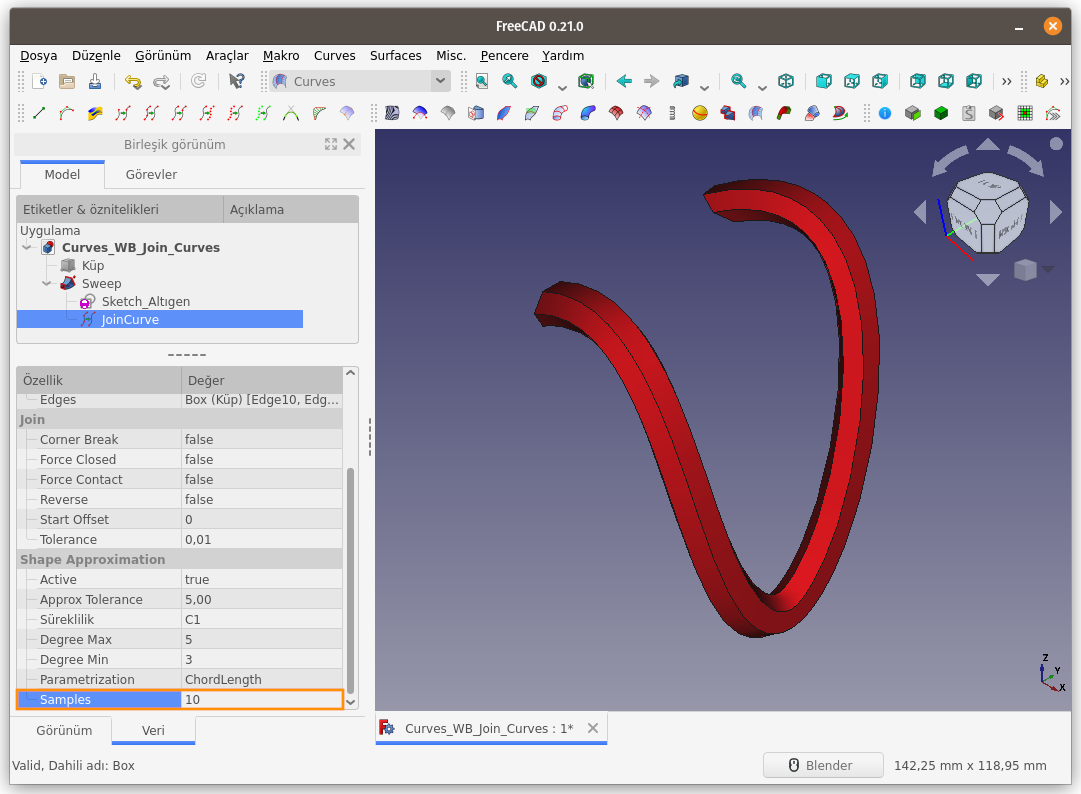 FreeCAD 0.21.0
Dosya Düzenle Görünüm Araçlar Makro Curves Surfaces Misc. Pencere Yardım
Curves
Birleşik görünüm
Model Görevler
Etiketler & öznitelikleri Açıklama
Uygulama
Curves_WB_Join_Curves
Küp
Sweep
Sketch_Altıgen
JoinCurve
Özellik Değer
Edges Box (Küp) [Edge10, Edg...
Join
Corner Break false
Force Closed false
Force Contact false
Reverse false
Start Offset 0
Tolerance 0,01
Shape Approximation
Active true
Approx Tolerance 5,00
Süreklilik C1
Degree Max 5
Degree Min 3
Parametrization ChordLength
Samples 10
Görünüm Veri
TOP
Z
Y
X
Curves_WB_Join_Curves : 1*
Valid, Dahili adı: Box
Blender 142,25 mm x 118,95 mm